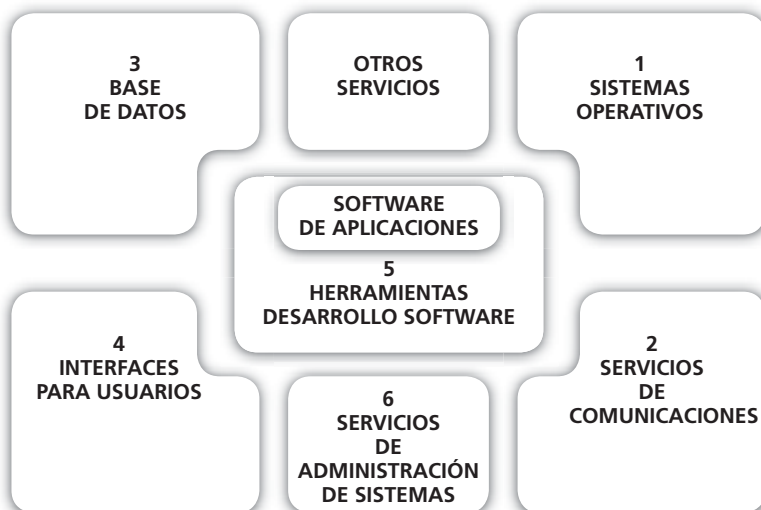 3
BASE
DE DATOS
OTROS
SERVICIOS
1
SISTEMAS
OPERATIVOS
SOFTWARE
DE APLICACIONES
5
HERRAMIENTAS
DESARROLLO SOFTWARE
4
INTERFACES
PARA USUARIOS
6
SERVICIOS
DE
ADMINISTRACIÓN
DE SISTEMAS
2
SERVICIOS
DE
COMUNICACIONES